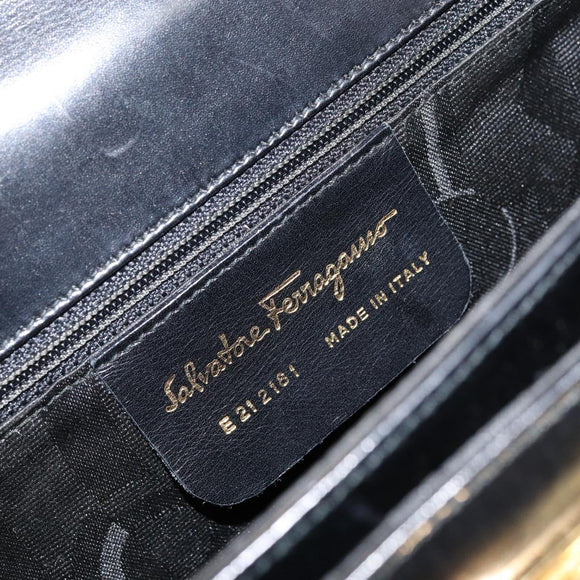 Salvatore Ferragamo
E 21 2161 MADE IN ITALY